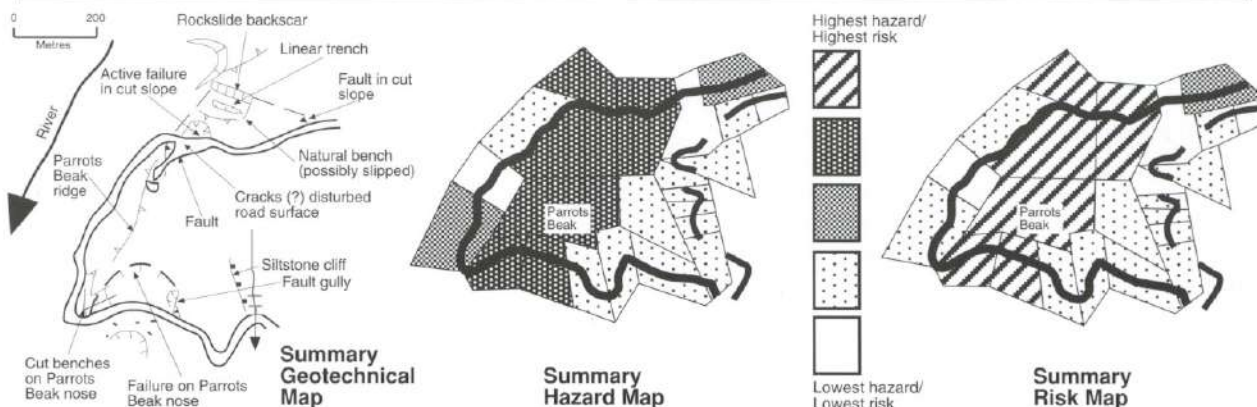 0 200
Metres
River
Rockslide backscar
Linear trench
Active failure
in cut slope
Fault in cut
slope
Parrots
Beak
ridge
Natural bench
(possibly slipped)
Cracks (?) disturbed
road surface
Fault
Siltstone cliff
Fault gully
Cut benches
on Parrots
Beak nose
Failure on Parrots
Beak nose
Summary
Geotechnical
Map
Parrots
Beak
Summary
Hazard Map
Highest hazard/
Highest risk
Lowest hazard/
Lowest risk
Parrots
Beak
Summary
Risk Map